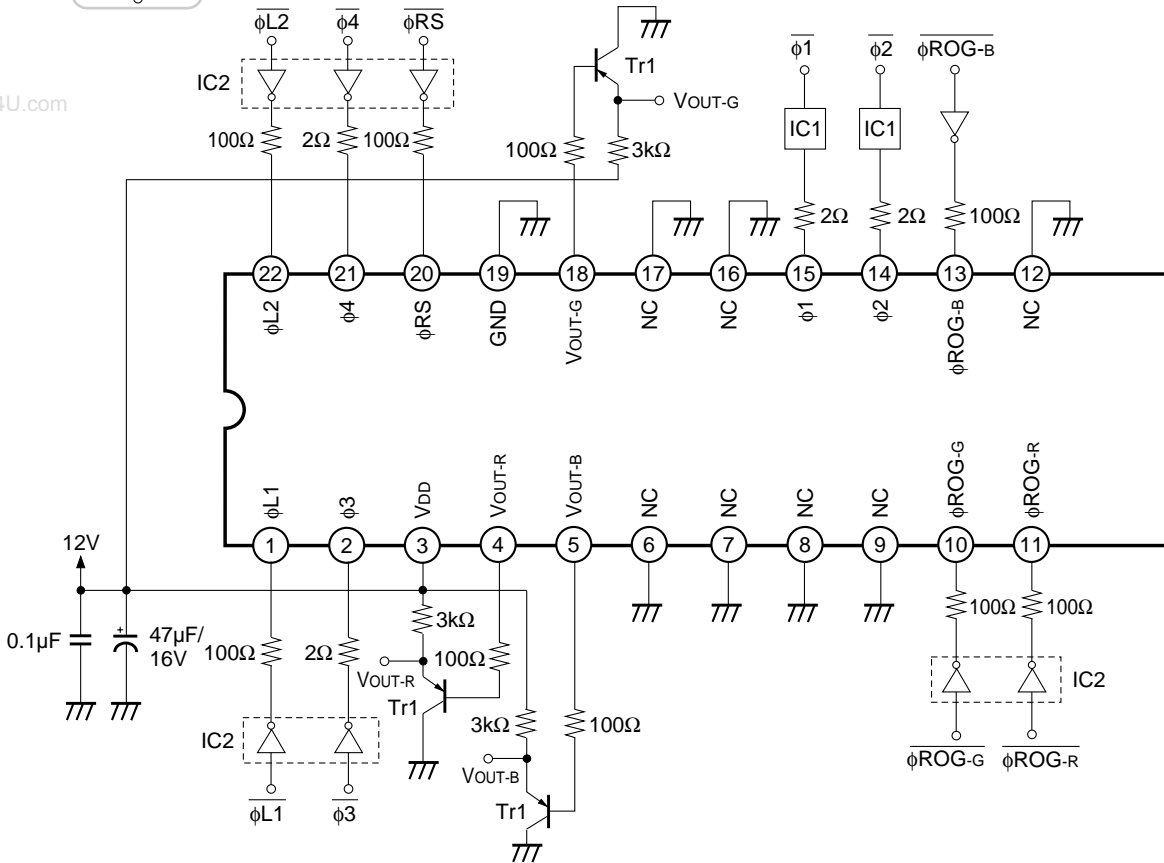 φL2 φ4 φRS
φ1 φ2 φROG-B
IC2
Tr1
VOUT-G
4U.com
IC1 IC1
100Ω 2Ω 100Ω
100Ω 3kΩ
2Ω 2Ω 100Ω
22 21 20 19 18 17 16 15 14 13 12
φL2 φ4 φRS GND VOUT-G NC NC φ1 φ2 φROG-B NC
φL1 φ3 VDD VOUT-R VOUT-B NC NC NC NC φROG-G φROG-R
1 2 3 4 5 6 7 8 9 10 11
12V
0.1µF
+
47µF/
16V
100Ω 2Ω
3kΩ
100Ω
VOUT-R
Tr1
100Ω 100Ω
IC2
3kΩ 100Ω
IC2
VOUT-B
Tr1
φL1 φ3
φROG-G φROG-R